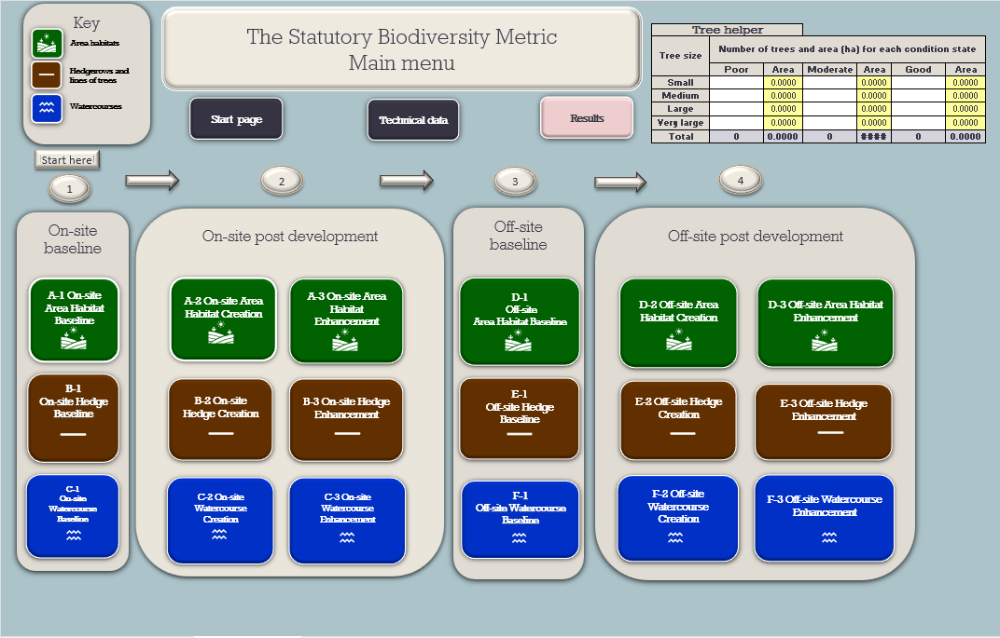 Key
Area habitats
Hedgerows and
lines of trees
Watercourses
The Statutory Biodiversity Metric
Main menu
Start page
Technical data
Results
Tree helper
Tree size
Number of trees and area (ha) for each condition state
Poor Area Moderate Area Good Area
Small 0.0000 0.0000 0.0000
Medium 0.0000 0.0000 0.0000
Large 0.0000 0.0000 0.0000
Very large 0.0000 0.0000 0.0000
Total 0 0.0000 0 #### 0 0.0000
Start here
1
2
3
4
On-site
baseline
A-1 On-site
Area Habitat
Baseline
B-1
On-site Hedge
Baseline
C-1
On-site
Watercourse
Baseline
On-site post development
A-2 On-site Area
Habitat Creation
A-3 On-site Area
Habitat
Enhancement
B-2 On-site
Hedge Creation
B-3 On-site Hedge
Enhancement
C-2 On-site
Watercourse
Creation
C-3 On-site
Watercourse
Enhancement
Off-site
baseline
D-1
Off-site
Area Habitat Baseline
E-1
Off-site Hedge
Baseline
F-1
Off-site Watercourse
Baseline
Off-site post development
D-2 Off-site Area
Habitat Creation
D-3 Off-site Area Habitat
Enhancement
E-2 Off-site Hedge
Creation
E-3 Off-site Hedge
Enhancement
F-2 Off-site
Watercourse
Creation
F-3 Off-site Watercourse
Enhancement